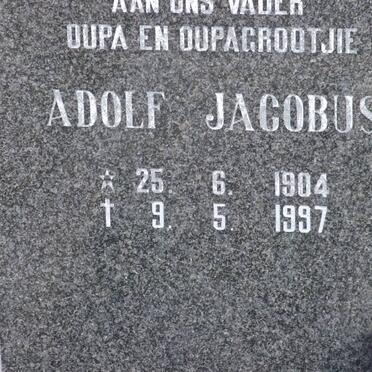 AAN ONS VADER
OUPA EN OUPAGROOTJIE
ADOLF JACOBUS
☆ 25. 6. 1904
† 9. 5. 1997